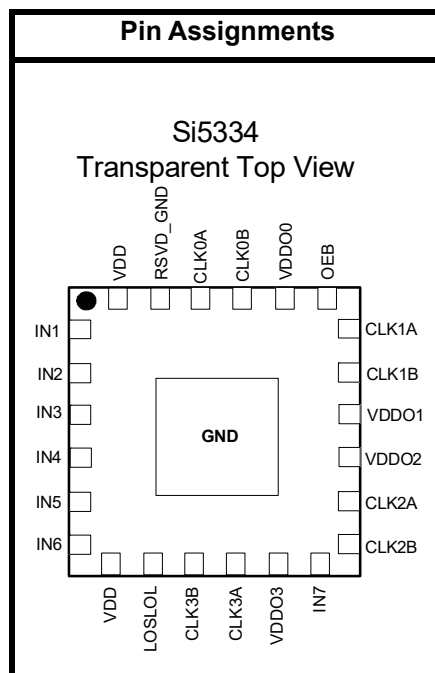 Pin Assignments
Si5334
Transparent Top View
VDD
RSVD_GND
CLK0A
CLK0B
VDDO0
OEB
IN1
IN2
IN3
IN4
IN5
IN6
GND
CLK1A
CLK1B
VDDO1
VDDO2
CLK2A
CLK2B
VDD
LOSLOL
CLK3B
CLK3A
VDDO3
IN7